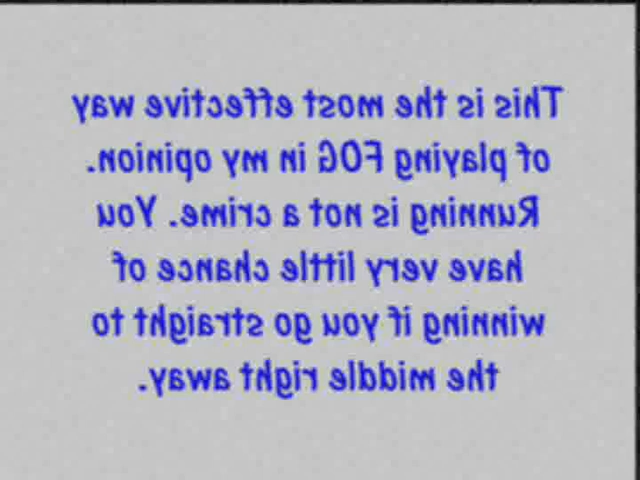 This is the most effective way
of playing FOG in my opinion.
Running is not a crime. You
have very little chance of
winning if you go straight to
the middle right away.